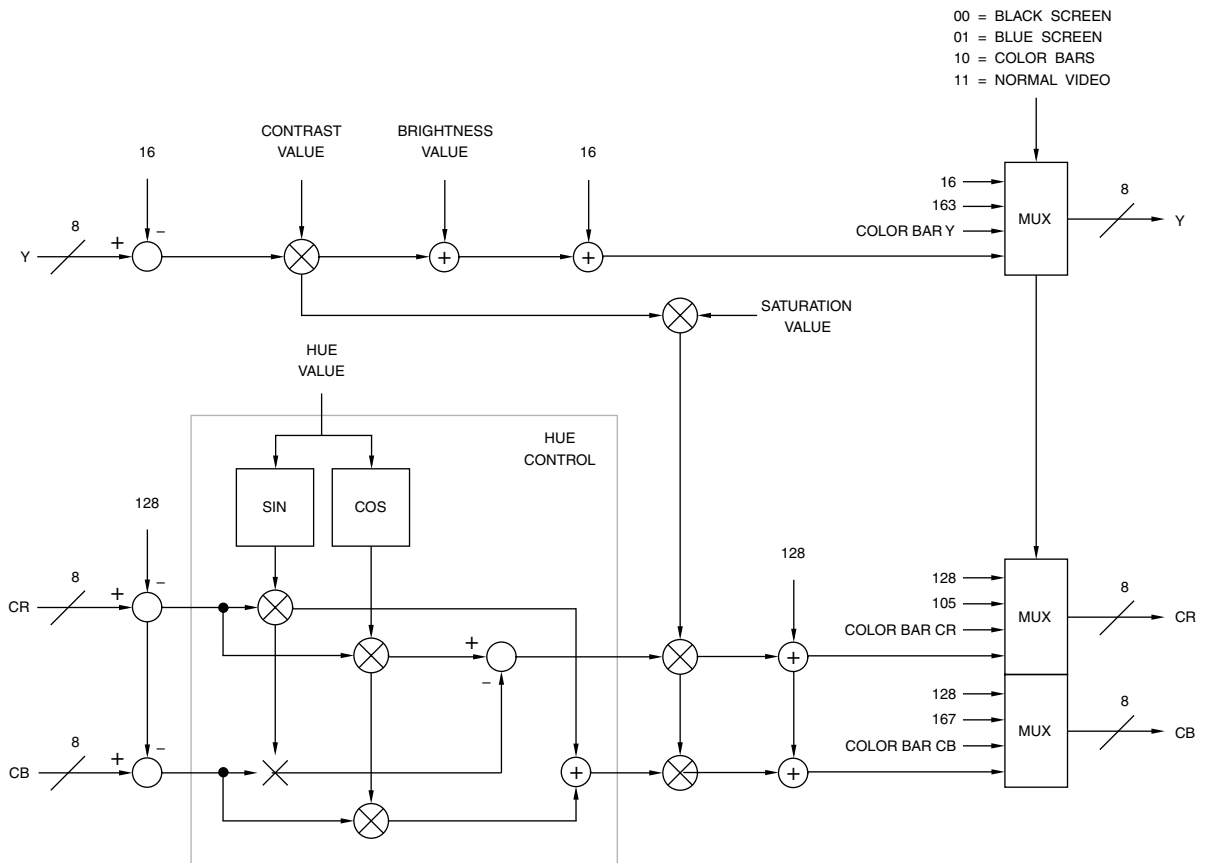 00 = BLACK SCREEN
01 = BLUE SCREEN
10 = COLOR BARS
11 = NORMAL VIDEO
CONTRAST
VALUE
BRIGHTNESS
VALUE
16
16
16
163
COLOR BAR Y
MUX
8
Y
8
Y
+
−
+
+
SATURATION
VALUE
HUE
VALUE
HUE
CONTROL
SIN
COS
128
128
8
CR
+
−
+
−
+
128
105
COLOR BAR CR
MUX
8
CR
8
CB
+
−
+
+
128
167
COLOR BAR CB
MUX
8
CB